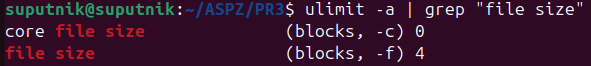 suputnik@suputnik:~/ASPZ/PR3$ ulimit -a | grep "file size"
core file size              (blocks, -c) 0
file size                   (blocks, -f) 4